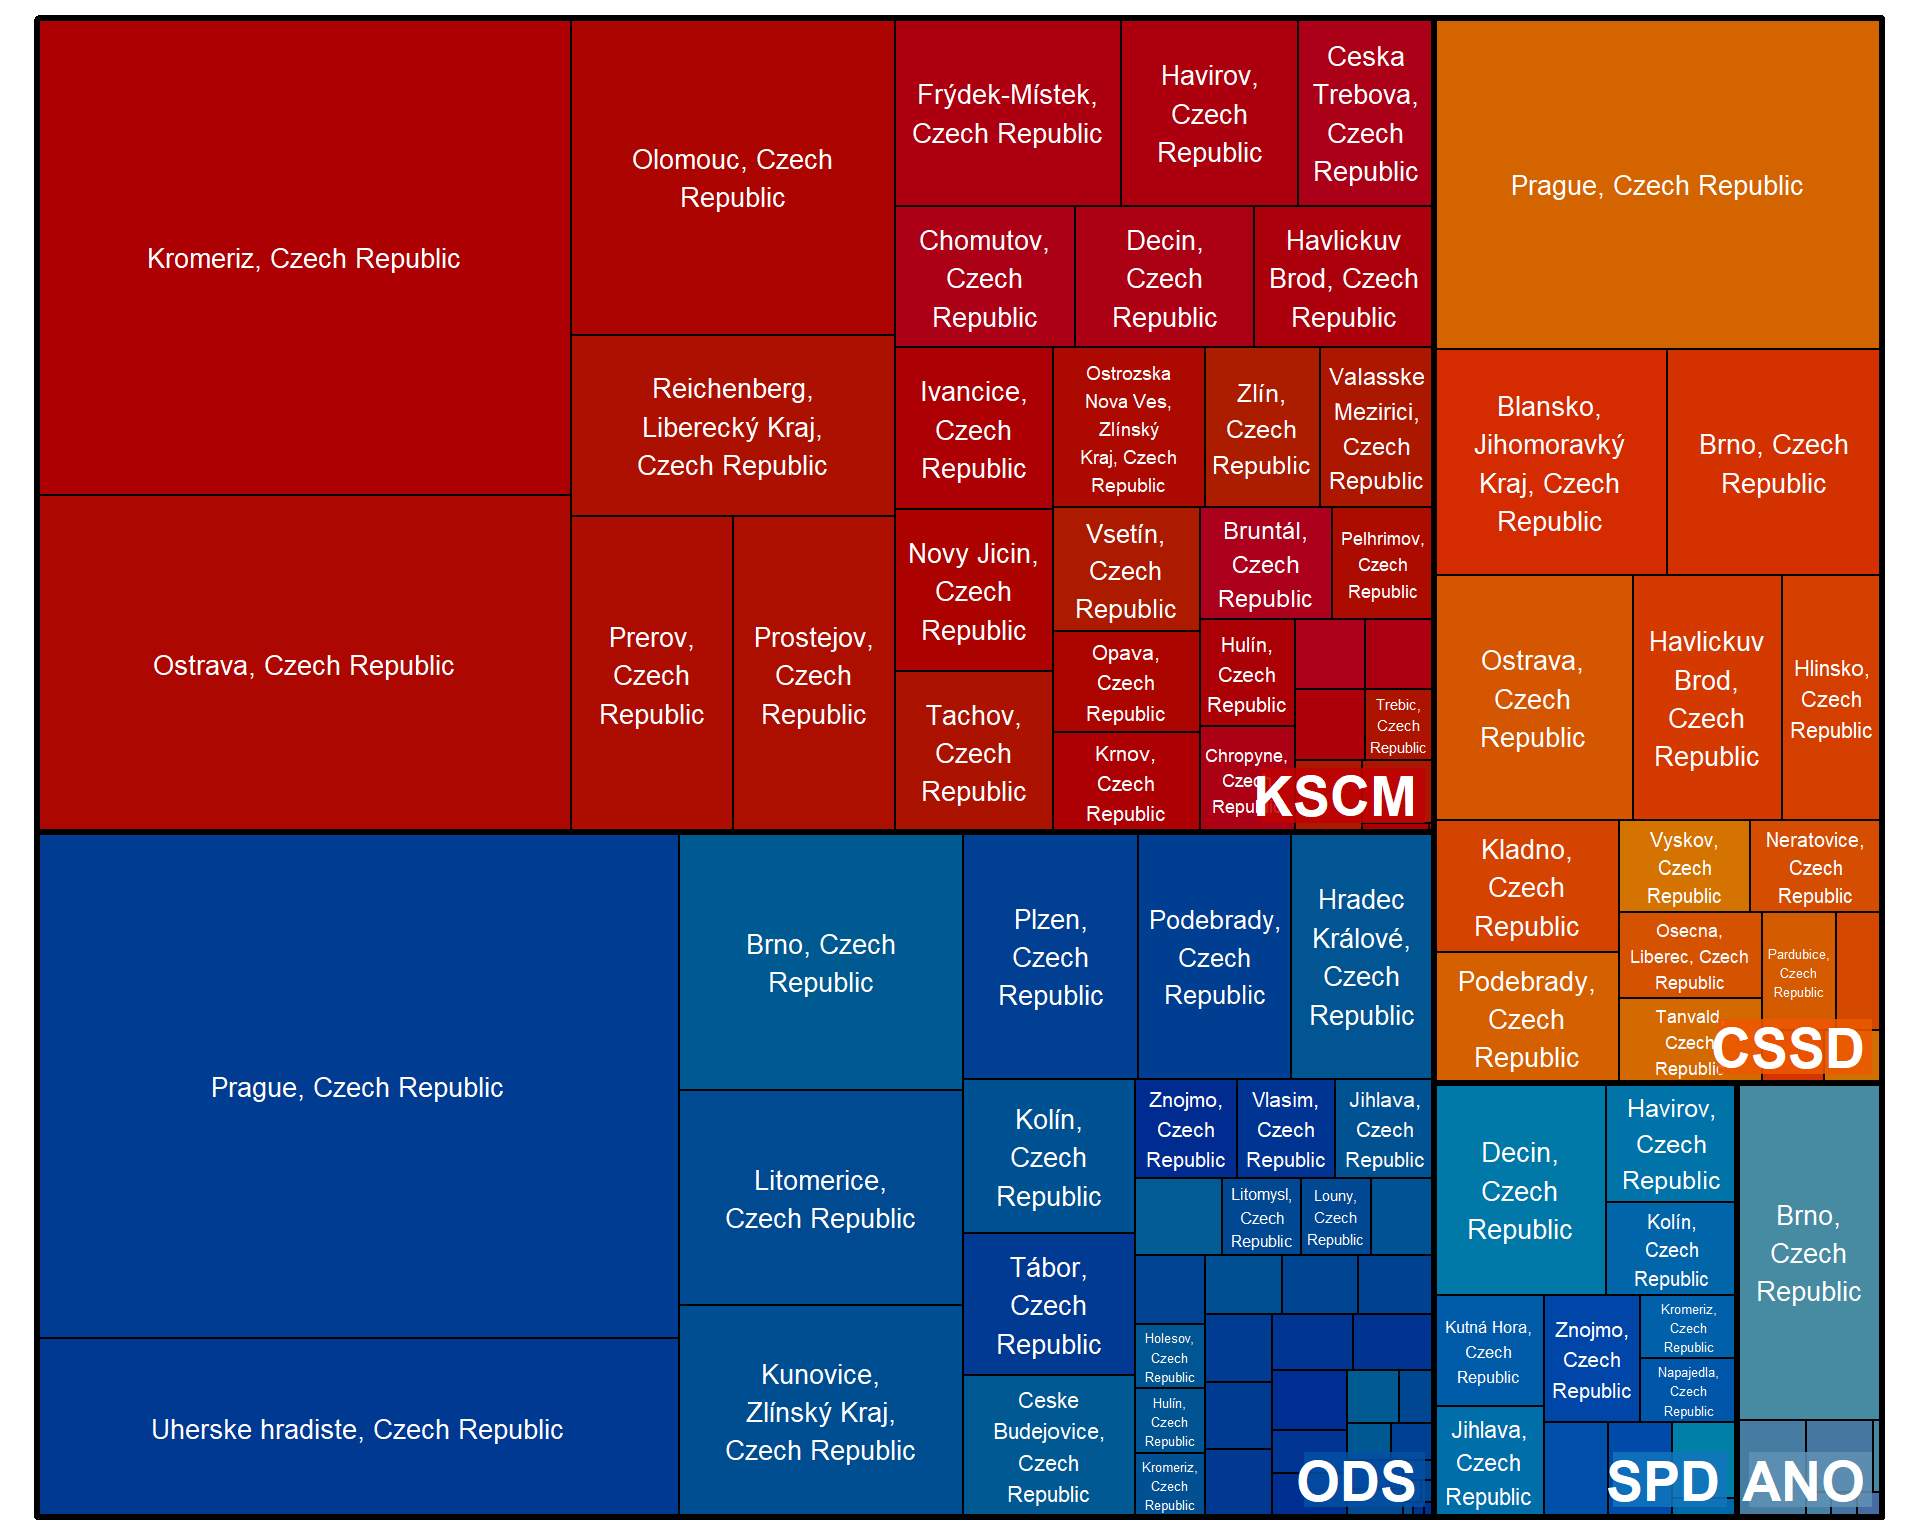 Kromeriz, Czech Republic
Ostrava, Czech Republic
Olomouc, Czech
Republic
Reichenberg,
Liberecký Kraj,
Czech Republic
Prerov,
Czech
Republic
Prostejov,
Czech
Republic
Frýdek-Místek,
Czech Republic
Havirov,
Czech
Republic
Ceska
Trebova,
Czech
Republic
Chomutov,
Czech
Republic
Decin,
Czech
Republic
Havlickuv
Brod, Czech
Republic
Ivancice,
Czech
Republic
Novy Jicin,
Czech
Republic
Tachov,
Czech
Republic
Ostrozska
Nova Ves,
Zlínský
Kraj, Czech
Republic
Zlín,
Czech
Republic
Valasske
Mezirici,
Czech
Republic
Vsetín,
Czech
Republic
Opava,
Czech
Republic
Krnov,
Czech
Republic
Bruntál,
Czech
Republic
Pelhrimov,
Czech
Republic
Hulín,
Czech
Republic
Chropyne,
Czech
Republic
Trebic,
Czech
Republic
KSCM
Prague, Czech Republic
Blansko,
Jihomoravký
Kraj, Czech
Republic
Brno, Czech
Republic
Ostrava,
Czech
Republic
Havlickuv
Brod,
Czech
Republic
Hlinsko,
Czech
Republic
Kladno,
Czech
Republic
Podebrady,
Czech
Republic
Vyskov,
Czech
Republic
Neratovice,
Czech
Republic
Osecna,
Liberec, Czech
Republic
Tanvald,
Czech
Republic
Pardubice,
Czech
Republic
CSSD
Prague, Czech Republic
Uherske hradiste, Czech Republic
Brno, Czech
Republic
Litomerice,
Czech Republic
Kunovice,
Zlínský Kraj,
Czech Republic
Plzen,
Czech
Republic
Podebrady,
Czech
Republic
Hradec
Králové,
Czech
Republic
Kolín,
Czech
Republic
Tábor,
Czech
Republic
Ceske
Budejovice,
Czech
Republic
Znojmo,
Czech
Republic
Vlasim,
Czech
Republic
Jihlava,
Czech
Republic
Litomysl,
Czech
Republic
Louny,
Czech
Republic
Holesov,
Czech
Republic
Hulín,
Czech
Republic
Kromeriz,
Czech
Republic
ODS
Decin,
Czech
Republic
Havirov,
Czech
Republic
Kolín,
Czech
Republic
Kutná Hora,
Czech
Republic
Jihlava,
Czech
Republic
Znojmo,
Czech
Republic
Kromeriz,
Czech
Republic
Napajedla,
Czech
Republic
SPD
Brno,
Czech
Republic
ANO